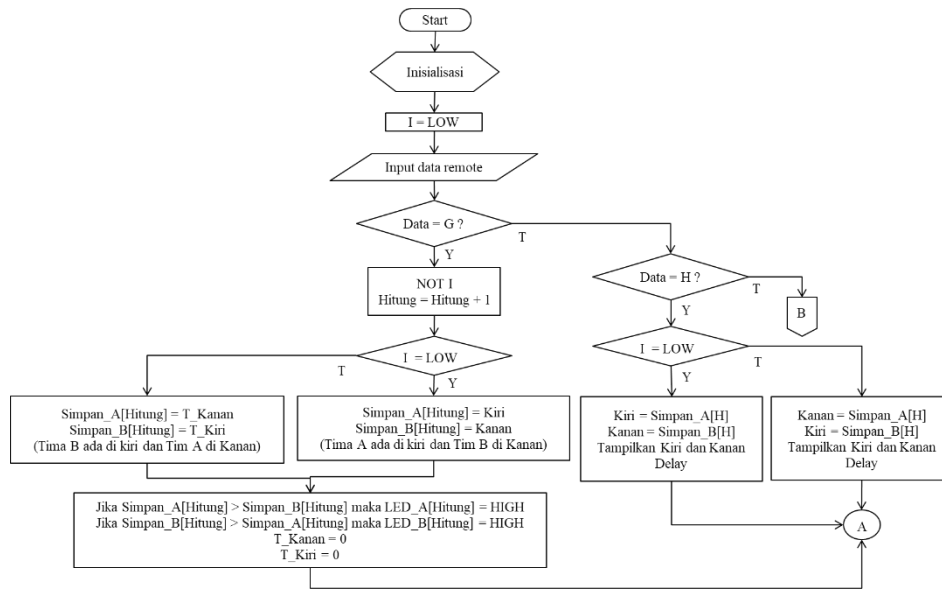 Start
Inisialisasi
I = LOW
Input data remote
Data = G ?
T
Y
NOT I
Hitung = Hitung + 1
Data = H ?
T
Y
B
I = LOW
T
Y
I = LOW
T
Y
Simpan_A[Hitung] = T_Kanan
Simpan_B[Hitung] = T_Kiri
(Tima B ada di kiri dan Tim A di Kanan)
Simpan_A[Hitung] = Kiri
Simpan_B[Hitung] = Kanan
(Tima A ada di kiri dan Tim B di Kanan)
Kiri = Simpan_A[H]
Kanan = Simpan_B[H]
Tampilkan Kiri dan Kanan
Delay
Kanan = Simpan_A[H]
Kiri = Simpan_B[H]
Tampilkan Kiri dan Kanan
Delay
Jika Simpan_A[Hitung] > Simpan_B[Hitung] maka LED_A[Hitung] = HIGH
Jika Simpan_B[Hitung] > Simpan_A[Hitung] maka LED_B[Hitung] = HIGH
T_Kanan = 0
T_Kiri = 0
A